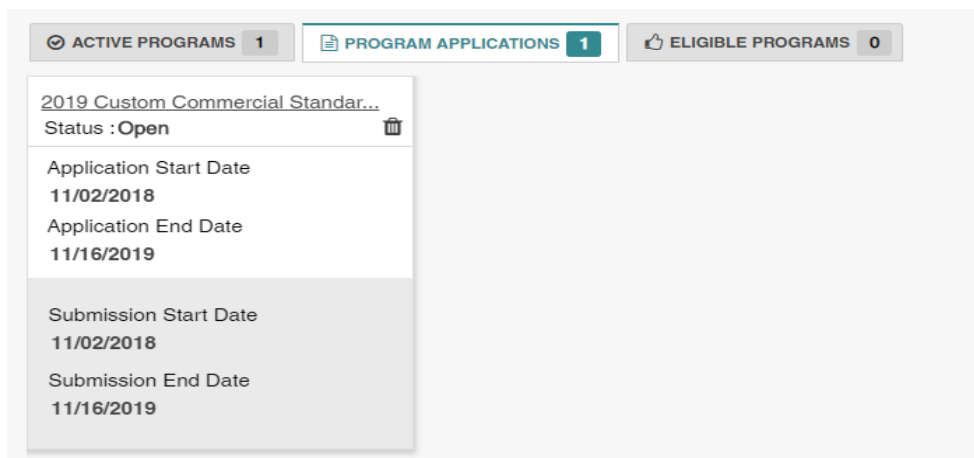 ACTIVE PROGRAMS 1 PROGRAM APPLICATIONS 1 ELIGIBLE PROGRAMS 0
2019 Custom Commercial Standar...
Status : Open
Application Start Date
11/02/2018
Application End Date
11/16/2019
Submission Start Date
11/02/2018
Submission End Date
11/16/2019